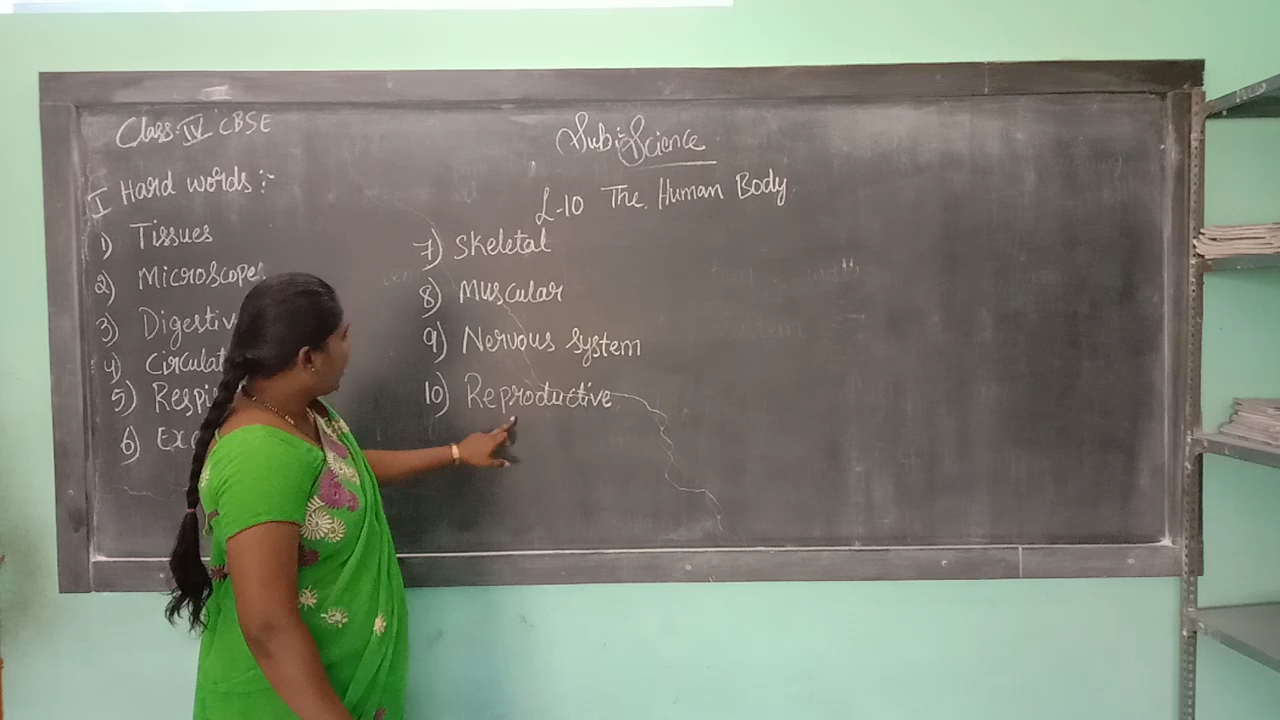 Class:-IV CBSE
Sub:-Science
L-10 The Human Body
I Hard words:-
1) Tissues
2) Microscope
3) Digestiv
4) Circulat
5) Respi
6) Exc
7) Skeletal
8) Muscular
9) Nervous System
10) Reproductive